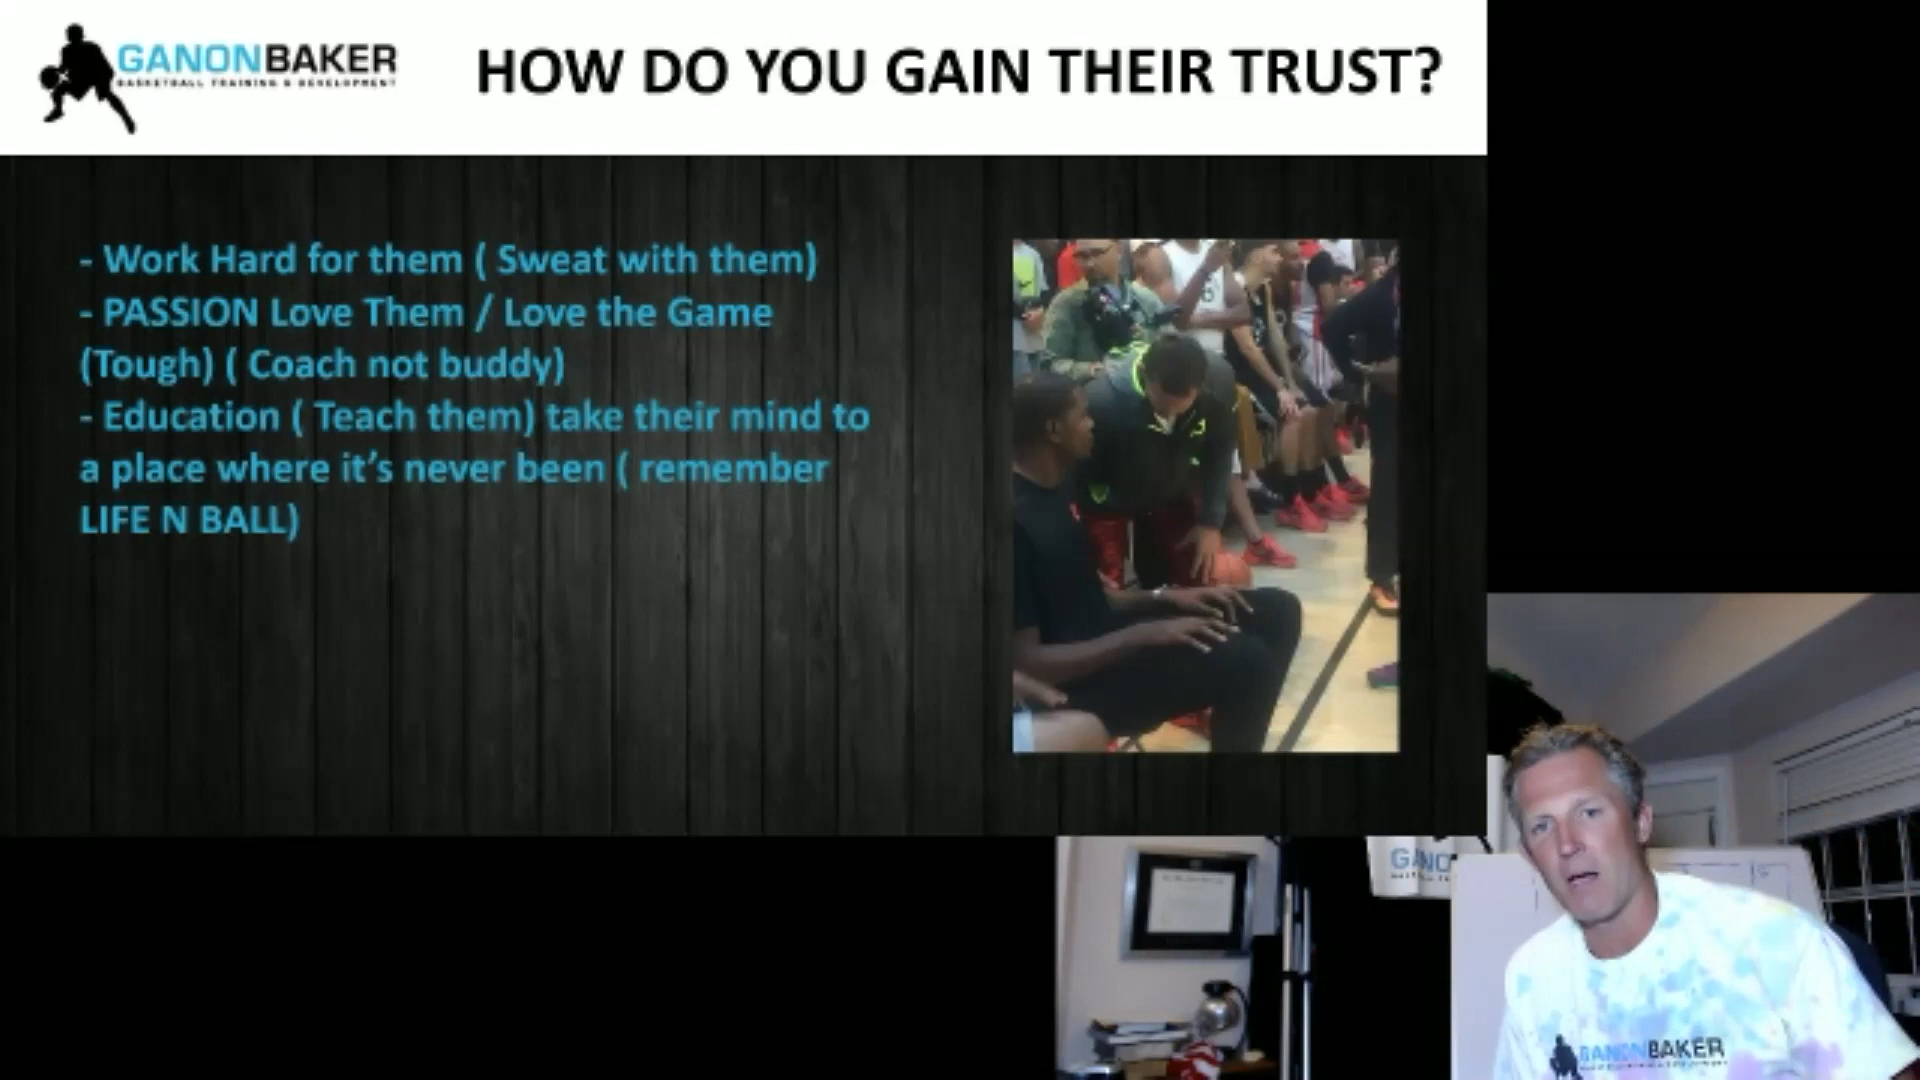 GANONBAKER
BASKETBALL TRAINING & DEVELOPMENT
HOW DO YOU GAIN THEIR TRUST?
- Work Hard for them ( Sweat with them)
- PASSION Love Them / Love the Game
(Tough) ( Coach not buddy)
- Education ( Teach them) take their mind to
a place where it’s never been ( remember
LIFE N BALL)
GANO
GANONBAKER